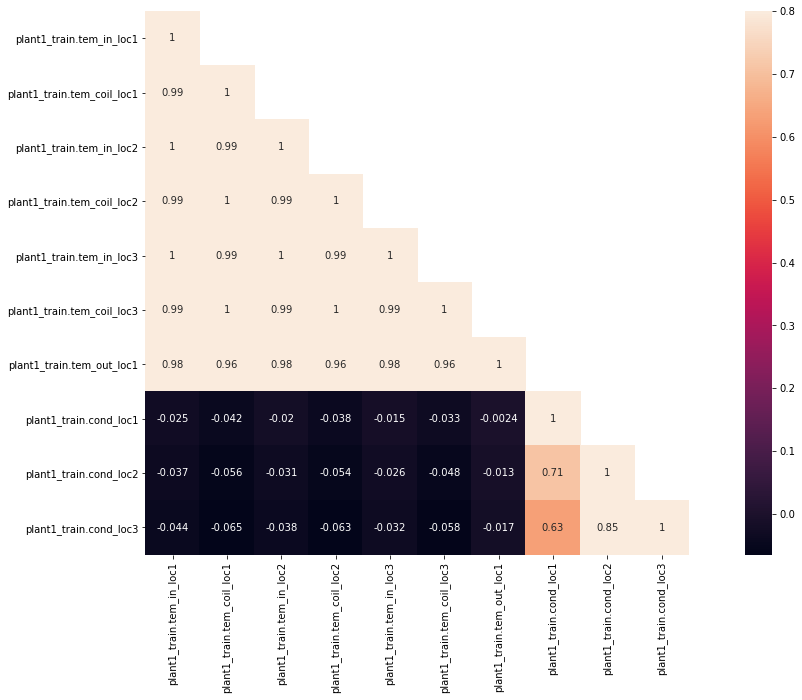 plant1_train.tem_in_loc1 1
plant1_train.tem_coil_loc1 0.99 1
plant1_train.tem_in_loc2 1 0.99 1
plant1_train.tem_coil_loc2 0.99 1 0.99 1
plant1_train.tem_in_loc3 1 0.99 1 0.99 1
plant1_train.tem_coil_loc3 0.99 1 0.99 1 0.99 1
plant1_train.tem_out_loc1 0.98 0.96 0.98 0.96 0.98 0.96 1
plant1_train.cond_loc1 -0.025 -0.042 -0.02 -0.038 -0.015 -0.033 -0.0024 1
plant1_train.cond_loc2 -0.037 -0.056 -0.031 -0.054 -0.026 -0.048 -0.013 0.71 1
plant1_train.cond_loc3 -0.044 -0.065 -0.038 -0.063 -0.032 -0.058 -0.017 0.63 0.85 1
plant1_train.tem_in_loc1
plant1_train.tem_coil_loc1
plant1_train.tem_in_loc2
plant1_train.tem_coil_loc2
plant1_train.tem_in_loc3
plant1_train.tem_coil_loc3
plant1_train.tem_out_loc1
plant1_train.cond_loc1
plant1_train.cond_loc2
plant1_train.cond_loc3
0.8
0.7
0.6
0.5
0.4
0.3
0.2
0.1
0.0